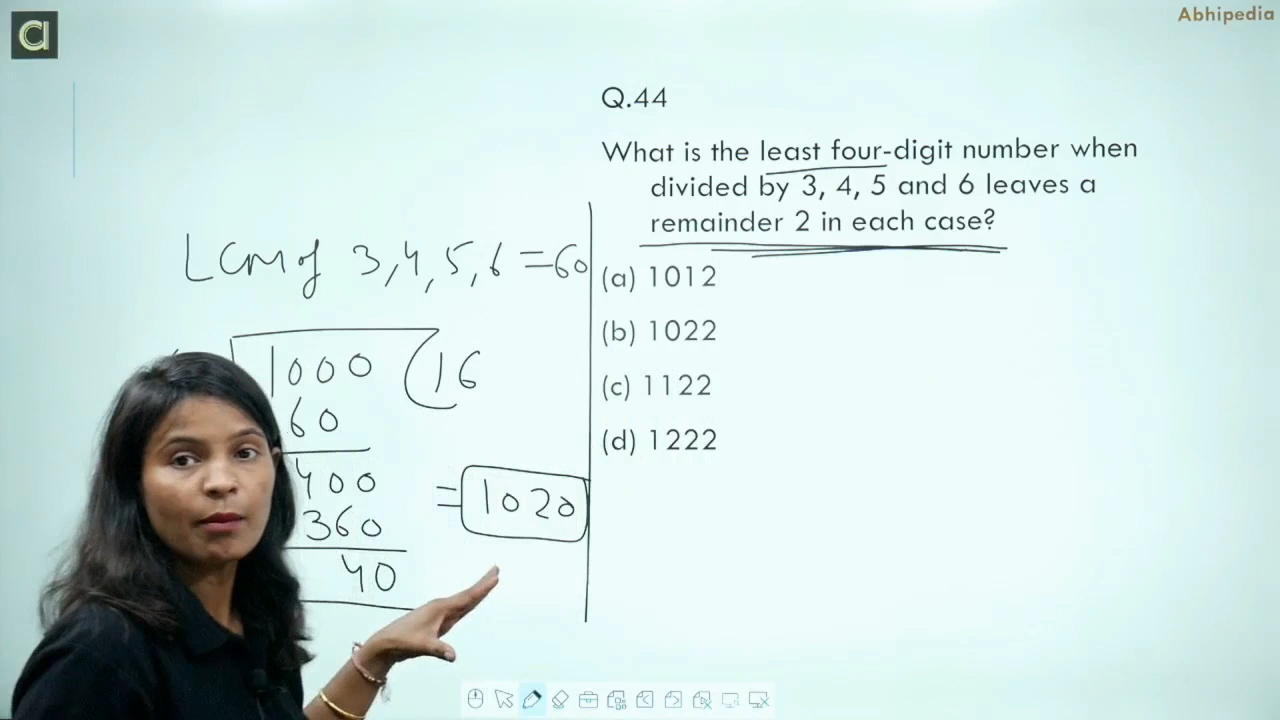 Abhipedia
Q.44
What is the least four-digit number when
divided by 3, 4, 5 and 6 leaves a
remainder 2 in each case?
(a) 1012
(b) 1022
(c) 1122
(d) 1222
LCM of 3,4,5,6 =60
1000 (16
60
400
360
40
=1020